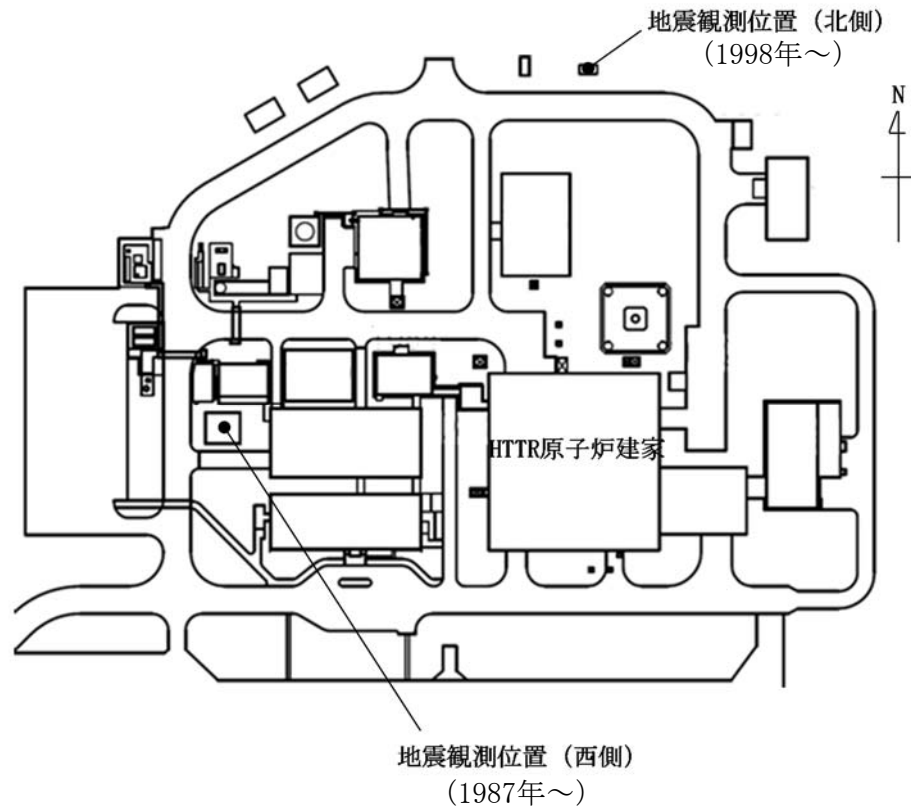 地震観測位置（北側）
（1998年～）
N
HTTR原子炉建家
地震観測位置（西側）
（1987年～）